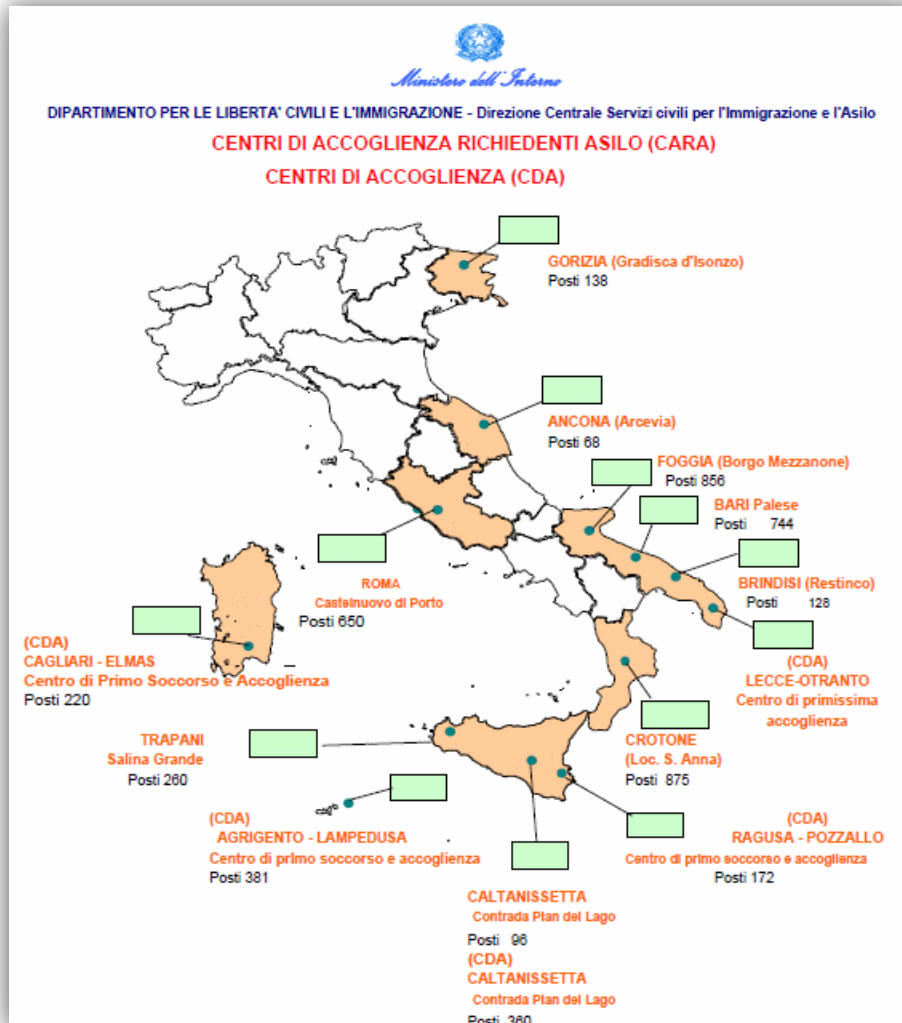 Ministero dell'Interno
DIPARTIMENTO PER LE LIBERTA' CIVILI E L'IMMIGRAZIONE - Direzione Centrale Servizi civili per l'Immigrazione e l'Asilo
CENTRI DI ACCOGLIENZA RICHIEDENTI ASILO (CARA)
CENTRI DI ACCOGLIENZA (CDA)
GORIZIA (Gradisca d'Isonzo)
Posti 138
ANCONA (Arcevia)
Posti 68
FOGGIA (Borgo Mezzanone)
Posti 856
BARI Palese
Posti 744
BRINDISI (Restinco)
Posti 128
ROMA
Castelnuovo di Porto
Posti 650
(CDA)
CAGLIARI - ELMAS
Centro di Primo Soccorso e Accoglienza
Posti 220
(CDA)
LECCE-OTRANTO
Centro di primissima
accoglienza
TRAPANI
Salina Grande
Posti 260
CROTONE
(Loc. S. Anna)
Posti 875
(CDA)
AGRIGENTO - LAMPEDUSA
Centro di primo soccorso e accoglienza
Posti 381
(CDA)
RAGUSA - POZZALLO
Centro di primo soccorso e accoglienza
Posti 172
CALTANISSETTA
Contrada Pian del Lago
Posti 96
(CDA)
CALTANISSETTA
Contrada Pian del Lago
Posti 360